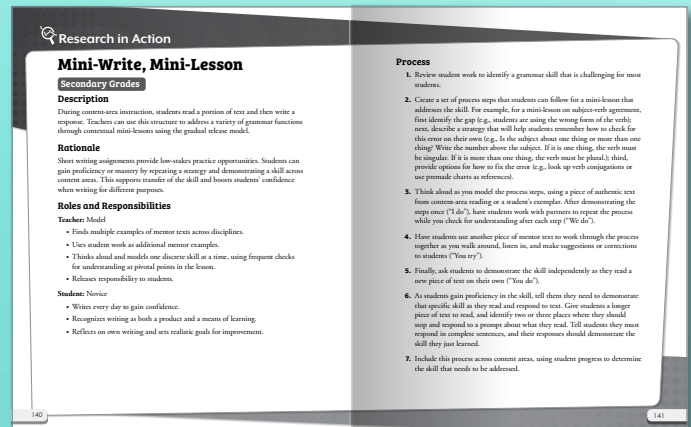 Research in Action
Mini-Write, Mini-Lesson
Secondary Grades
Description
During content-area instruction, students read a portion of text and then write a
response. Teachers can use this structure to address a variety of grammar functions
through contextual mini-lessons using the gradual release model.
Rationale
Short writing assignments provide low-stakes practice opportunities. Students can
gain proficiency or mastery by repeating a strategy and demonstrating a skill across
content areas. This supports transfer of the skill and boosts students' confidence
when writing for different purposes.
Roles and Responsibilities
Teacher: Model
• Finds multiple examples of mentor texts across disciplines.
• Uses student work as additional mentor examples.
• Thinks aloud and models one discrete skill at a time, using frequent checks
for understanding at pivotal points in the lesson.
• Releases responsibility to students.
Student: Novice
• Writes every day to gain confidence.
• Recognizes writing as both a product and a means of learning.
• Reflects on own writing and sets realistic goals for improvement.
140
Process
1. Review student work to identify a grammar skill that is challenging for most
students.
2. Create a set of process steps that students can follow for a mini-lesson that
addresses the skill. For example, for a mini-lesson on subject-verb agreement,
first identify the gap (e.g., students are using the wrong form of the verb);
next, describe a strategy that will help students remember how to check for
this error on their own (e.g., Is the subject about one thing or more than one
thing? Write the number above the subject. If it is one thing, the verb must
be singular. If it is more than one thing, the verb must be plural.); third,
provide options for how to fix the error (e.g., look up verb conjugations or
use premade charts as references).
3. Think aloud as you model the process steps, using a piece of authentic text
from content-area reading or a student's exemplar. After demonstrating the
steps once ("I do"), have students work with partners to repeat the process
while you check for understanding after each step ("We do").
4. Have students use another piece of mentor text to work through the process
together as you walk around, listen in, and make suggestions or corrections
to students ("You try").
5. Finally, ask students to demonstrate the skill independently as they read a
new piece of text on their own ("You do").
6. As students gain proficiency in the skill, tell them they need to demonstrate
that specific skill as they read and respond to text. Give students a longer
piece of text to read, and identify two or three places where they should
stop and respond to a prompt about what they read. Tell students they must
respond in complete sentences, and their responses should demonstrate the
skill they just learned.
7. Include this process across content areas, using student progress to determine
the skill that needs to be addressed.
141